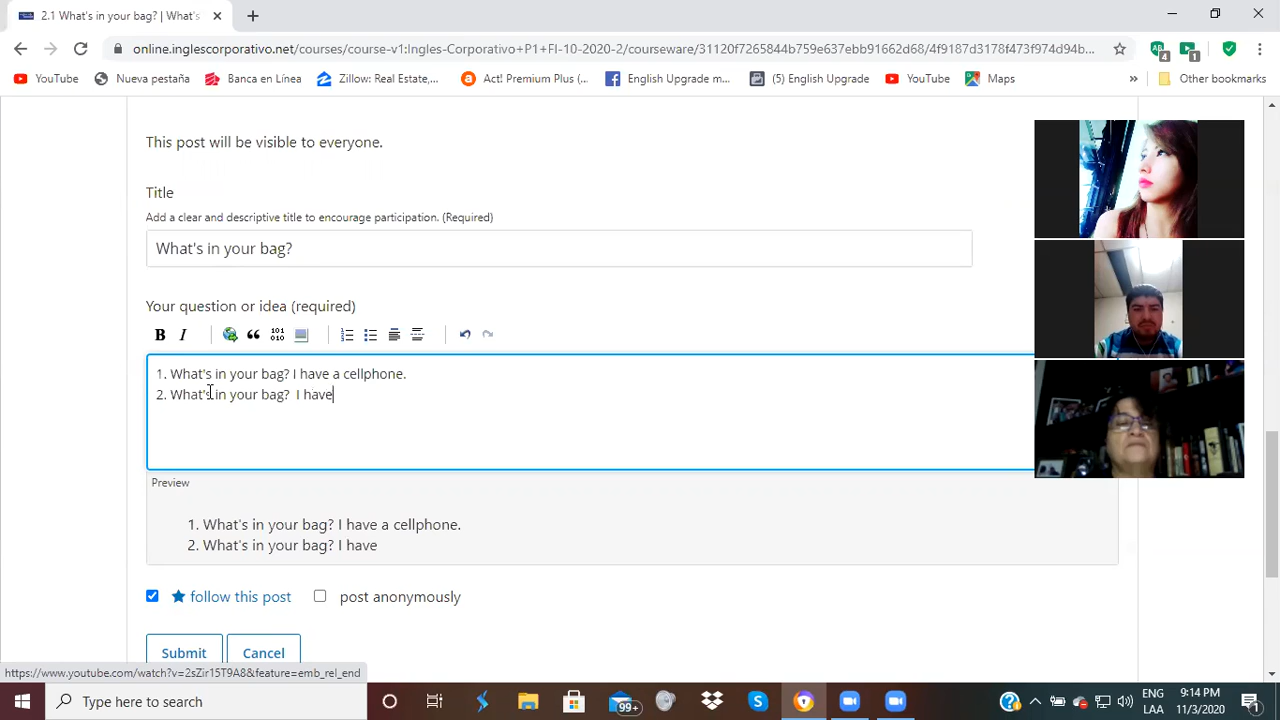 2.1 What's in your bag? | What's
online.inglescorporativo.net/courses/course-v1:Ingles-Corporativo+P1+FI-10-2020-2/courseware/31120f7265844b759e637ebb91662d68/4f9187d3178f473f974d94b...
4
1
YouTube
Nueva pestaña
Banca en Línea
Zillow: Real Estate,...
Act! Premium Plus (...
English Upgrade m...
(5) English Upgrade
YouTube
Maps
»
Other bookmarks
This post will be visible to everyone.
Title
Add a clear and descriptive title to encourage participation. (Required)
What's in your bag?
Your question or idea (required)
B I
1. What's in your bag? I have a cellphone.
2. What's in your bag?  I have
Preview
1. What's in your bag? I have a cellphone.
2. What's in your bag? I have
follow this post
post anonymously
Submit
Cancel
https://www.youtube.com/watch?v=2sZir15T9A8&feature=emb_rel_end
Type here to search
99+
ENG
LAA
9:14 PM
11/3/2020
1